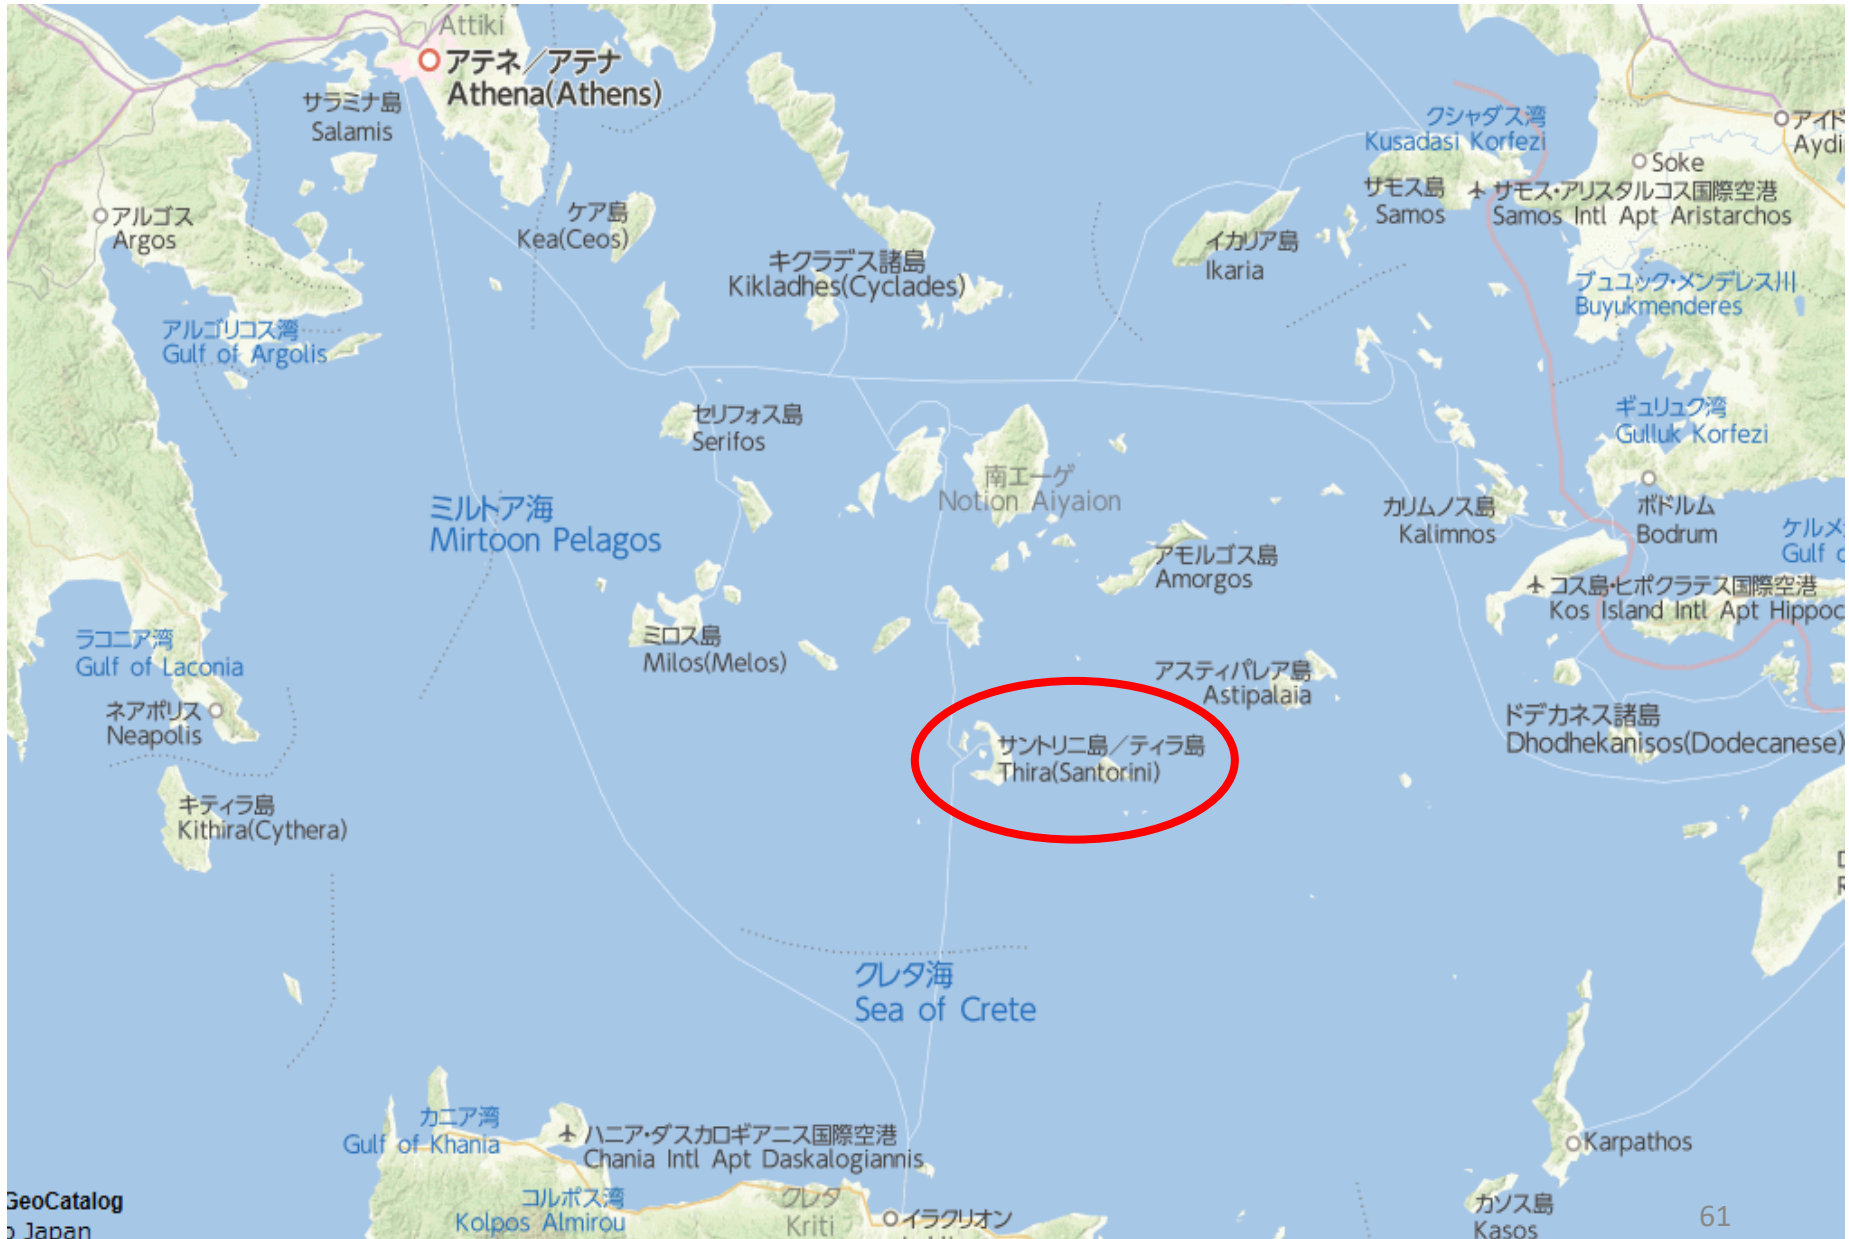 Attiki
アテネ／アテナ
Athena(Athens)
サラミナ島
Salamis
クシャダス湾
Kusadasi Korfezi
アイド
Aydi
Soke
サモス島
Samos
サモス・アリスタルコス国際空港
Samos Intl Apt Aristarchos
アルゴス
Argos
ケア島
Kea(Ceos)
イカリア島
Ikaria
キクラデス諸島
Kikladhes(Cyclades)
ブュユック・メンデレス川
Buyukmenderes
アルゴリコス湾
Gulf of Argolis
セリフォス島
Serifos
ギュリュク湾
Gulluk Korfezi
南エーゲ
Notion Aiyaion
ミルトア海
Mirtoon Pelagos
カリムノス島
Kalimnos
ボドルム
Bodrum
ケルメ
Gulf o
アモルゴス島
Amorgos
コス島・ヒポクラテス国際空港
Kos Island Intl Apt Hippoc
ラコニア湾
Gulf of Laconia
ミロス島
Milos(Melos)
アスティパレア島
Astipalaia
ネアポリス
Neapolis
ドデカネス諸島
Dhodhekanisos(Dodecanese)
サントリニ島／ティラ島
Thira(Santorini)
キティラ島
Kithira(Cythera)
クレタ海
Sea of Crete
カニア湾
Gulf of Khania
ハニア・ダスカロギアニス国際空港
Chania Intl Apt Daskalogiannis
Karpathos
コルポス湾
Kolpos Almirou
クレタ
Kriti
イラクリオン
カソス島
Kasos
GeoCatalog
Japan
61